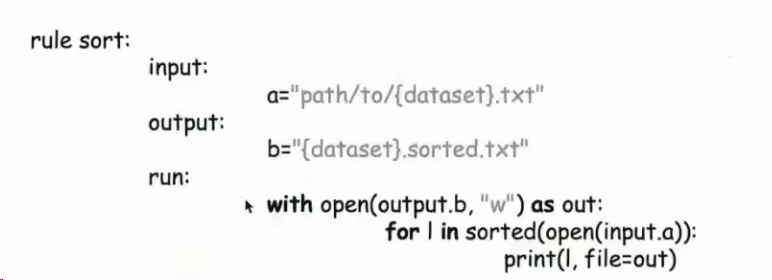 rule sort:
input:
a="path/to/{dataset}.txt"
output:
b="{dataset}.sorted.txt"
run:
with open(output.b, "w") as out:
for l in sorted(open(input.a)):
print(l, file=out)